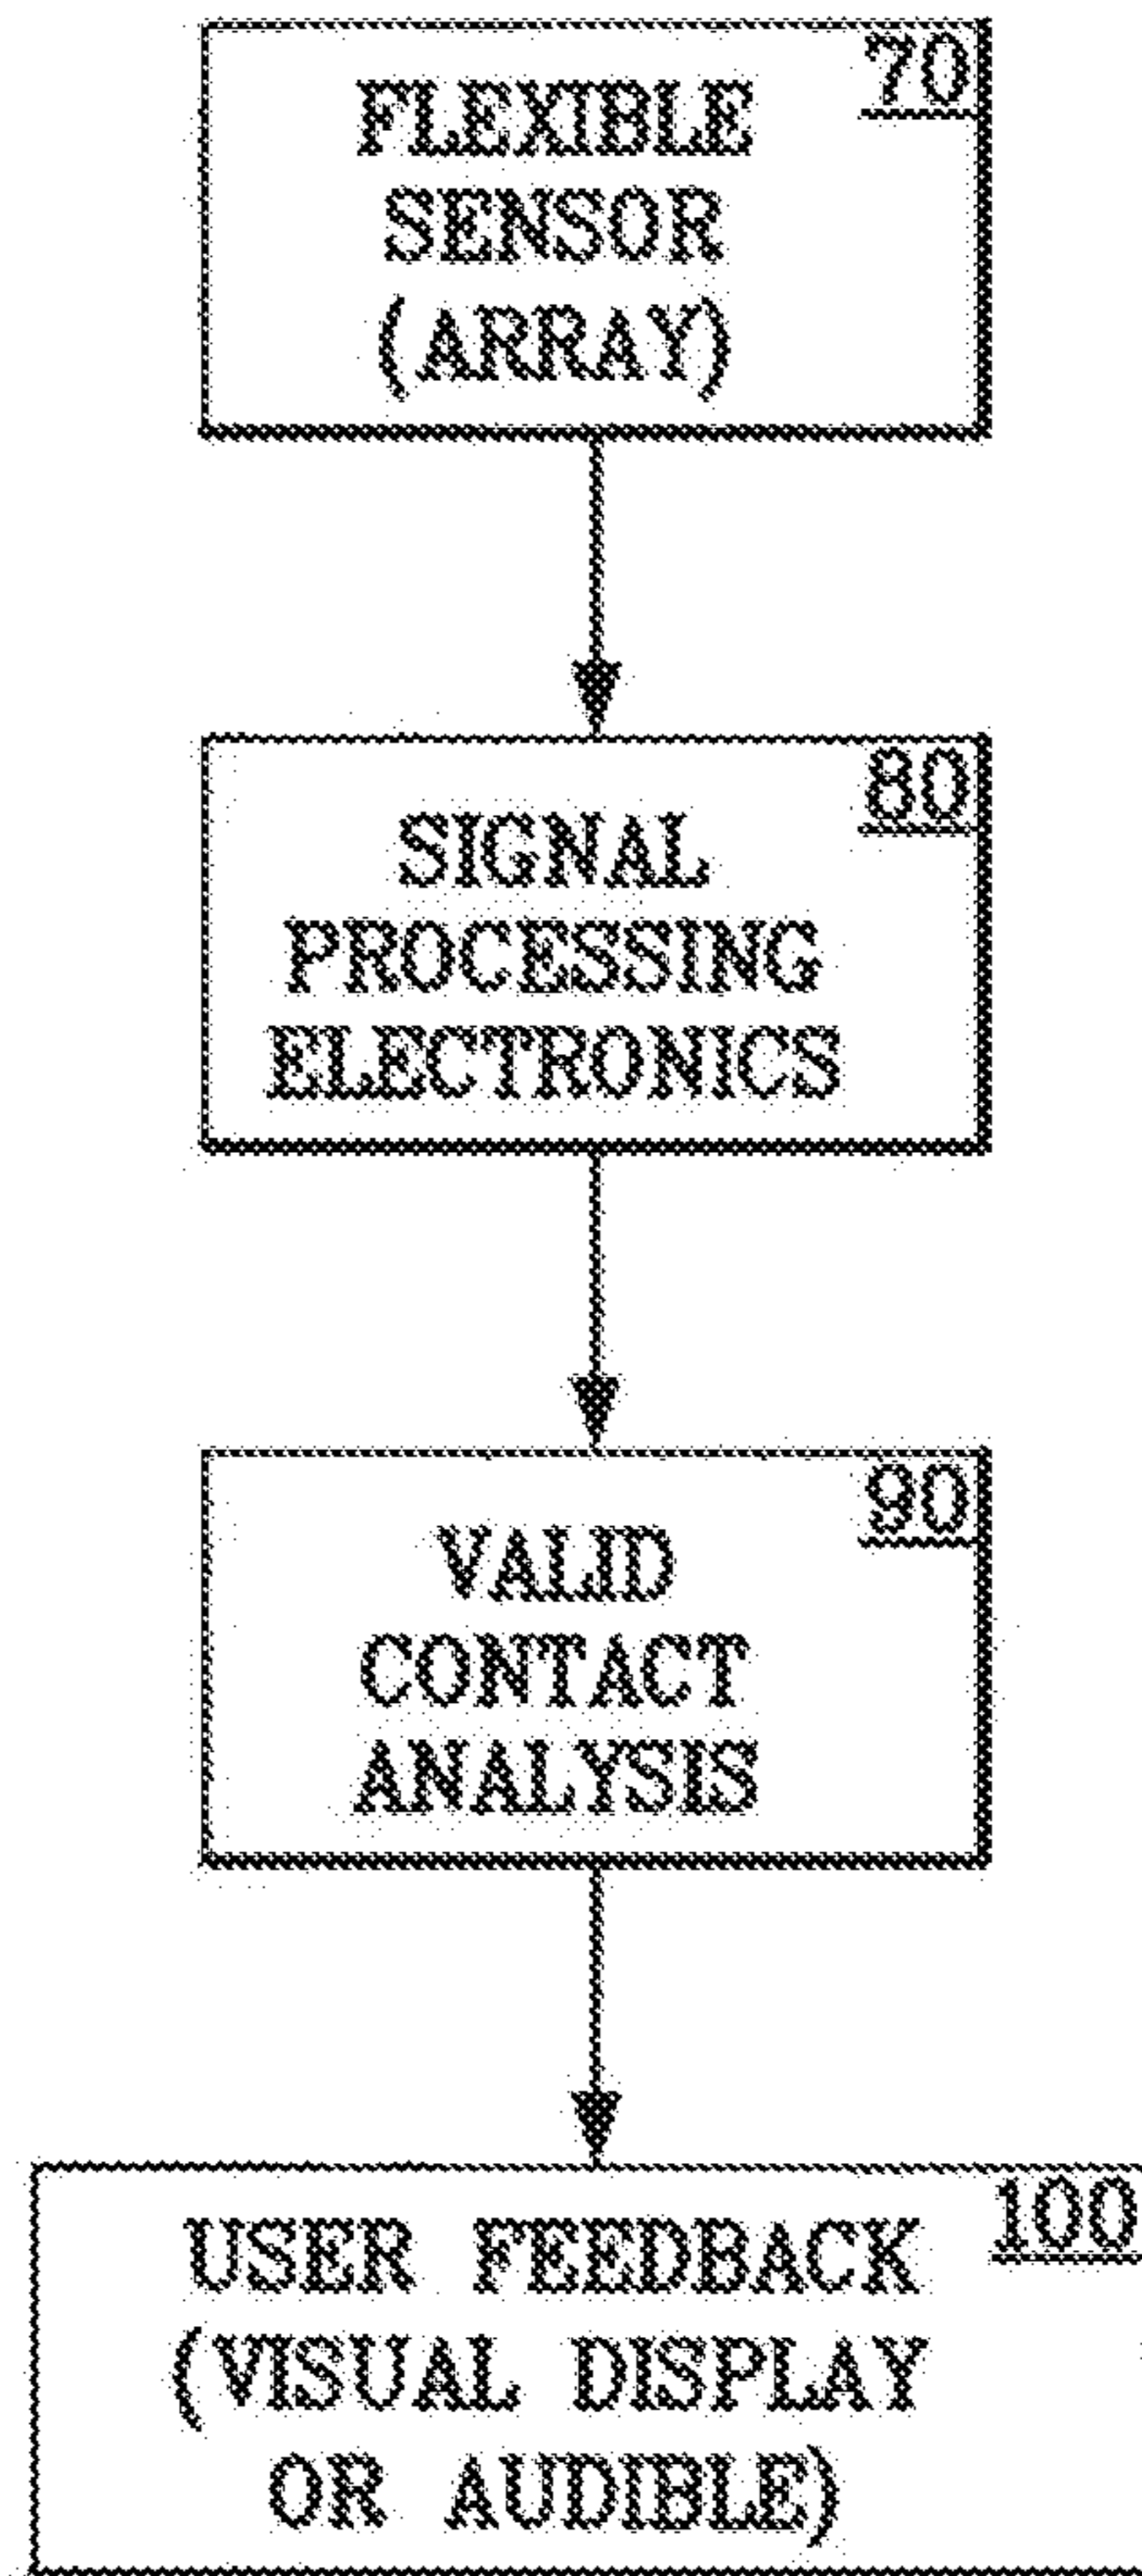 70
FLEXIBLE
SENSOR
(ARRAY)
80
SIGNAL
PROCESSING
ELECTRONICS
90
VALID
CONTACT
ANALYSIS
100
USER FEEDBACK
(VISUAL DISPLAY
OR AUDIBLE)